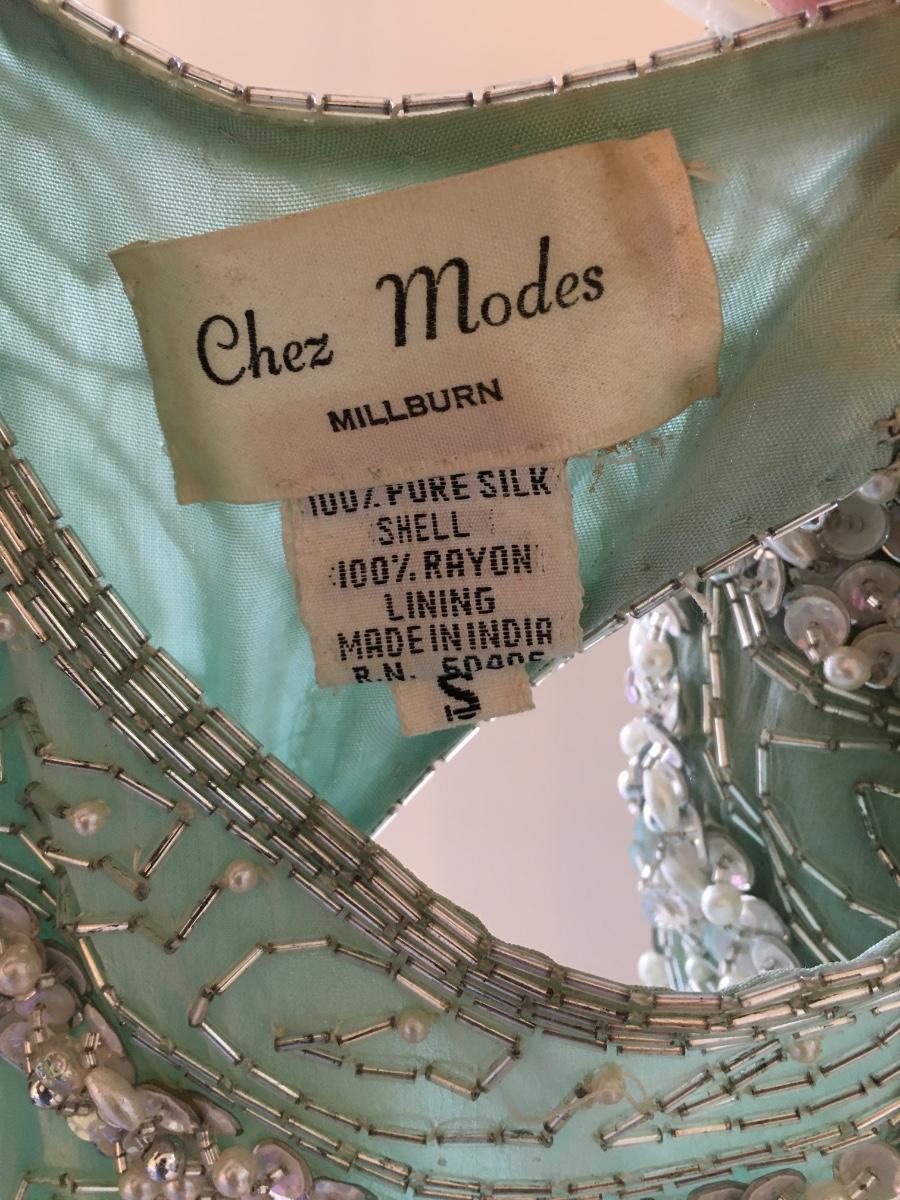 Chez Modes
MILLBURN
100% PURE SILK
SHELL
100% RAYON
LINING
MADE IN INDIA
R.N.
S